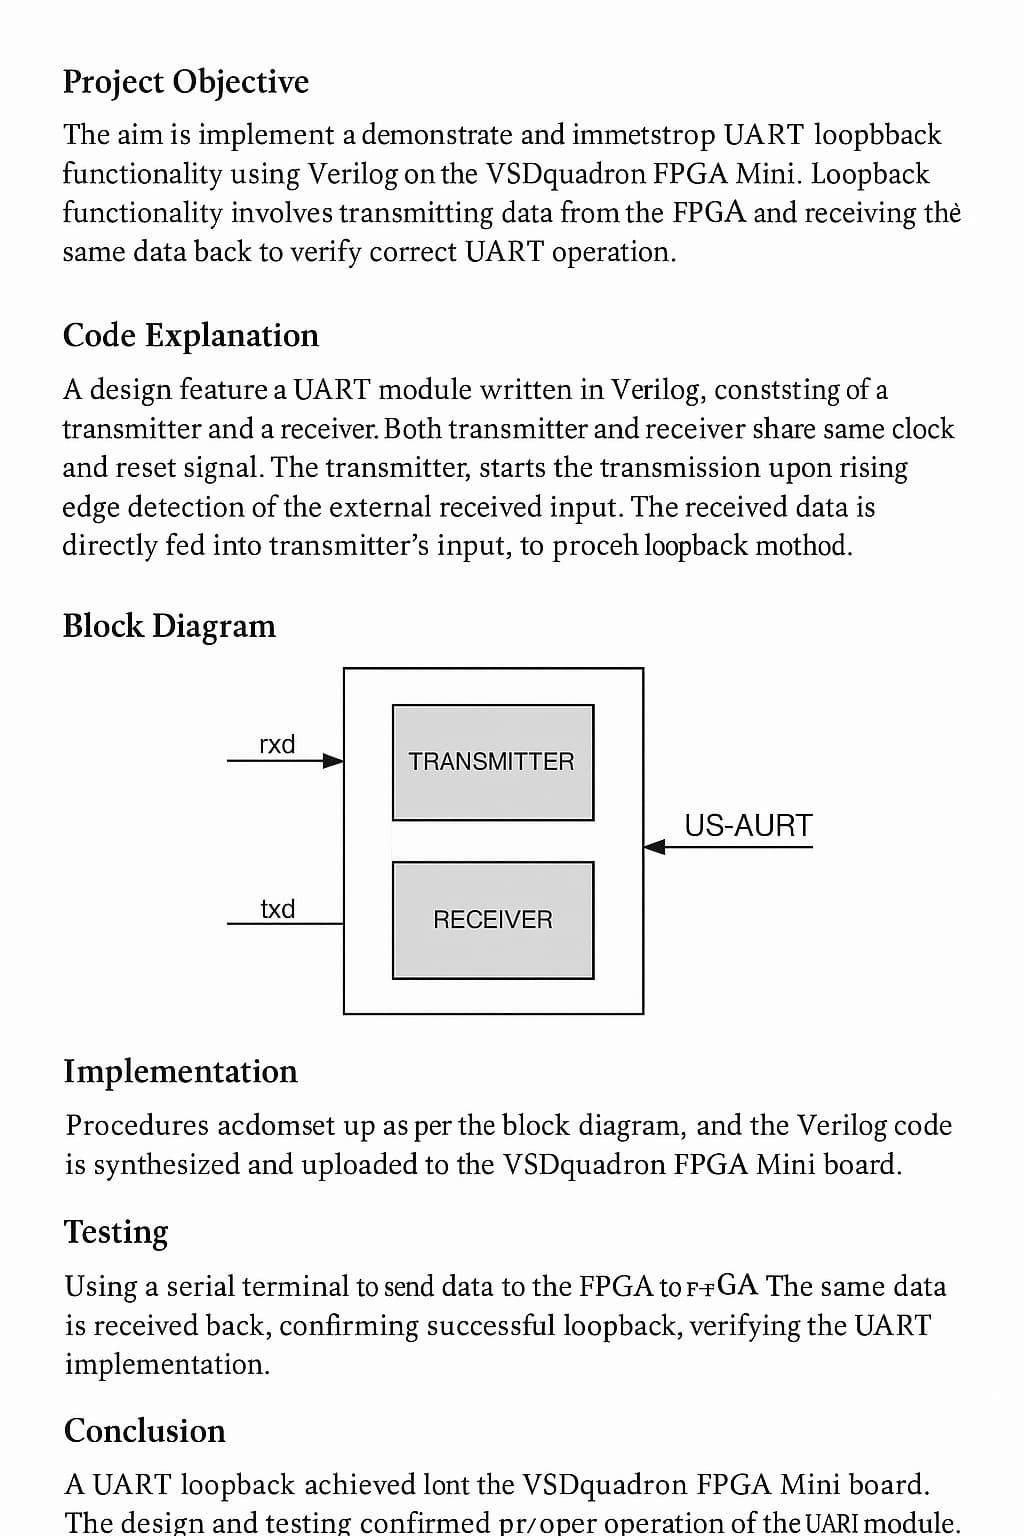 Project Objective
The aim is implement a demonstrate and immetstrop UART loopbback
functionality using Verilog on the VSDquadron FPGA Mini. Loopback
functionality involves transmitting data from the FPGA and receiving thè
same data back to verify correct UART operation.
Code Explanation
A design feature a UART module written in Verilog, conststing of a
transmitter and a receiver. Both transmitter and receiver share same clock
and reset signal. The transmitter, starts the transmission upon rising
edge detection of the external received input. The received data is
directly fed into transmitter’s input, to proceh loopback mothod.
Block Diagram
rxd
TRANSMITTER
US-AURT
txd
RECEIVER
Implementation
Procedures acdomset up as per the block diagram, and the Verilog code
is synthesized and uploaded to the VSDquadron FPGA Mini board.
Testing
Using a serial terminal to send data to the FPGA to GA The same data
is received back, confirming successful loopback, verifying the UART
implementation.
Conclusion
A UART loopback achieved lont the VSDquadron FPGA Mini board.
The design and testing confirmed pr/oper operation of the UARI module.